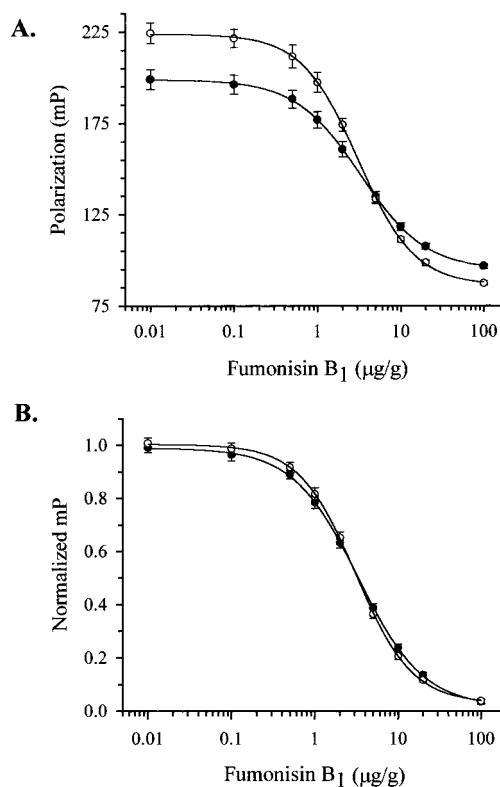 A.
225
175
125
75
Polarization (mP)
0.01 0.1 1 10 100
Fumonisin B1 (μg/g)
B.
1.0
0.8
0.6
0.4
0.2
0.0
Normalized mP
0.01 0.1 1 10 100
Fumonisin B1 (μg/g)